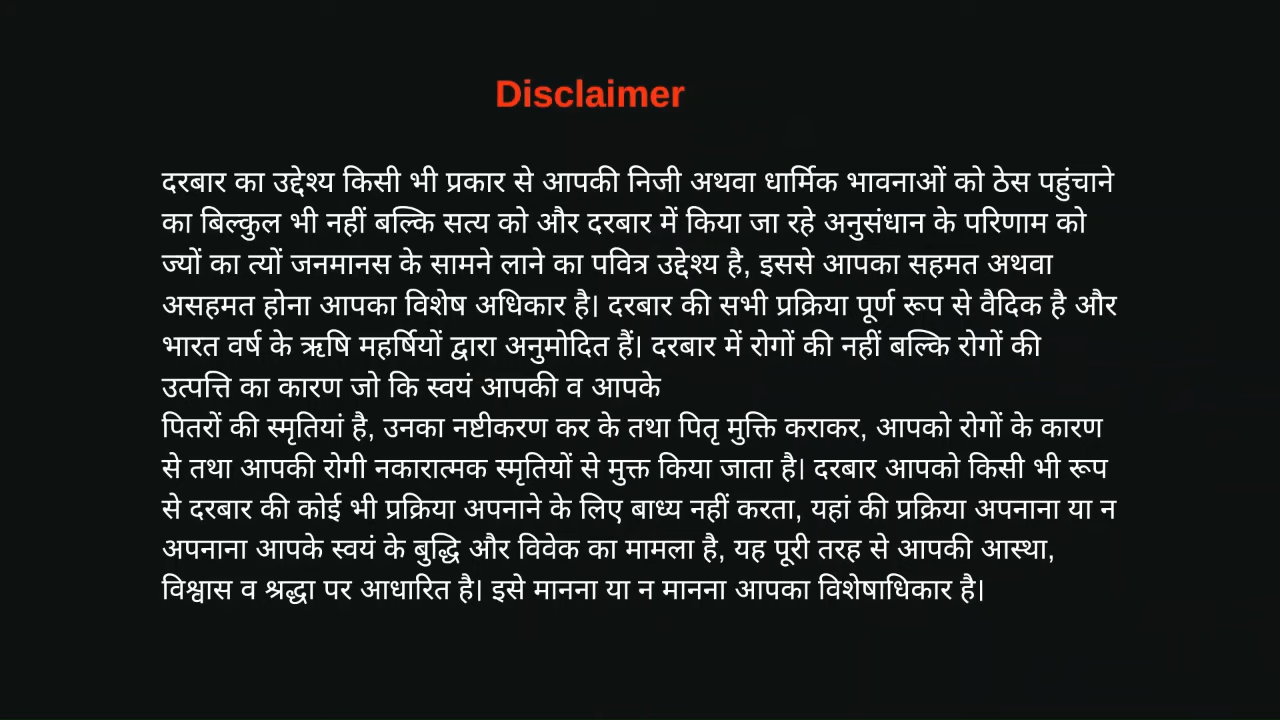 Disclaimer
दरबार का उद्देश्य किसी भी प्रकार से आपकी निजी अथवा धार्मिक भावनाओं को ठेस पहुंचाने
का बिल्कुल भी नहीं बल्कि सत्य को और दरबार में किया जा रहे अनुसंधान के परिणाम को
ज्यों का त्यों जनमानस के सामने लाने का पवित्र उद्देश्य है, इससे आपका सहमत अथवा
असहमत होना आपका विशेष अधिकार है। दरबार की सभी प्रक्रिया पूर्ण रूप से वैदिक है और
भारत वर्ष के ऋषि महर्षियों द्वारा अनुमोदित हैं। दरबार में रोगों की नहीं बल्कि रोगों की
उत्पत्ति का कारण जो कि स्वयं आपकी व आपके
पितरों की स्मृतियां है, उनका नष्टीकरण कर के तथा पितृ मुक्ति कराकर, आपको रोगों के कारण
से तथा आपकी रोगी नकारात्मक स्मृतियों से मुक्त किया जाता है। दरबार आपको किसी भी रूप
से दरबार की कोई भी प्रक्रिया अपनाने के लिए बाध्य नहीं करता, यहां की प्रक्रिया अपनाना या न
अपनाना आपके स्वयं के बुद्धि और विवेक का मामला है, यह पूरी तरह से आपकी आस्था,
विश्वास व श्रद्धा पर आधारित है। इसे मानना या न मानना आपका विशेषाधिकार है।